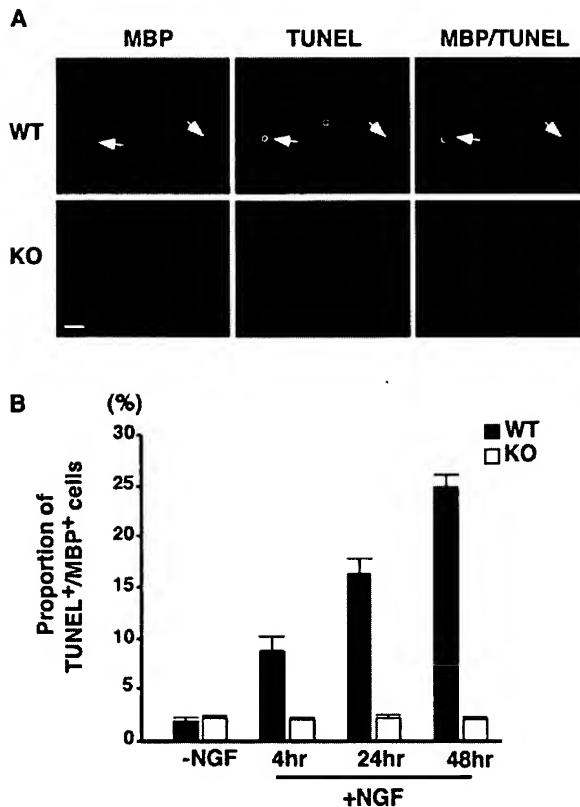 A
MBP TUNEL MBP/TUNEL
WT
KO
B (%)
30
25
20
15
10
5
0
Proportion of
TUNEL+/MBP+ cells
WT
KO
-NGF 4hr 24hr 48hr
+NGF